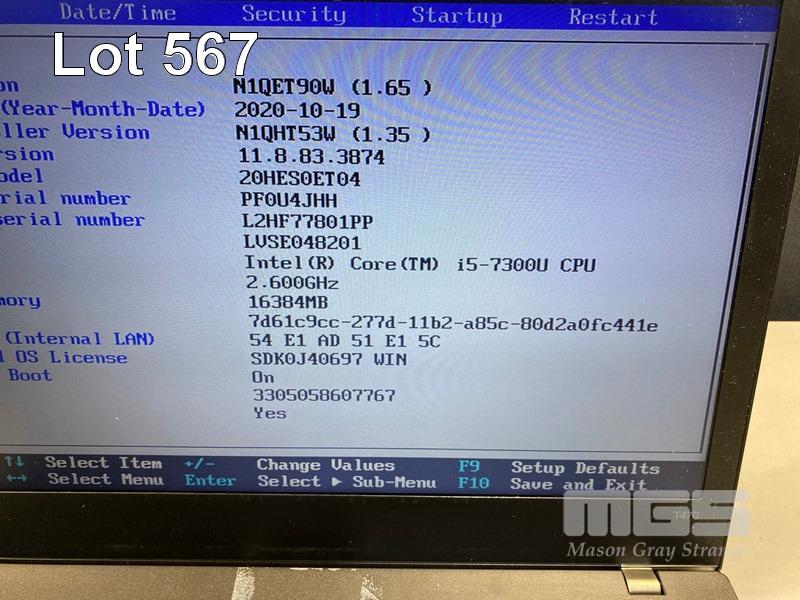 Date/Time Security Startup Restart
Lot 567
on N1QET90W (1.65 )
(Year-Month-Date) 2020-10-19
ller Version N1QHT53W (1.35 )
rsion 11.8.83.3874
odel 20HES0ET04
rial number PF0U4JHH
serial number L2HF77801PP
LVSE048201
Intel(R) Core(TM) i5-7300U CPU
2.600GHz
mory 16384MB
7d61c9cc-277d-11b2-a85c-80d2a0fc441e
(Internal LAN) 54 E1 AD 51 E1 5C
l OS License SDK0J40697 WIN
Boot On
3305058607767
Yes
↑↓ Select Item +/- Change Values F9 Setup Defaults
←→ Select Menu Enter Select ▶ Sub-Menu F10 Save and Exit
MGS
T470
Mason Gray Strange